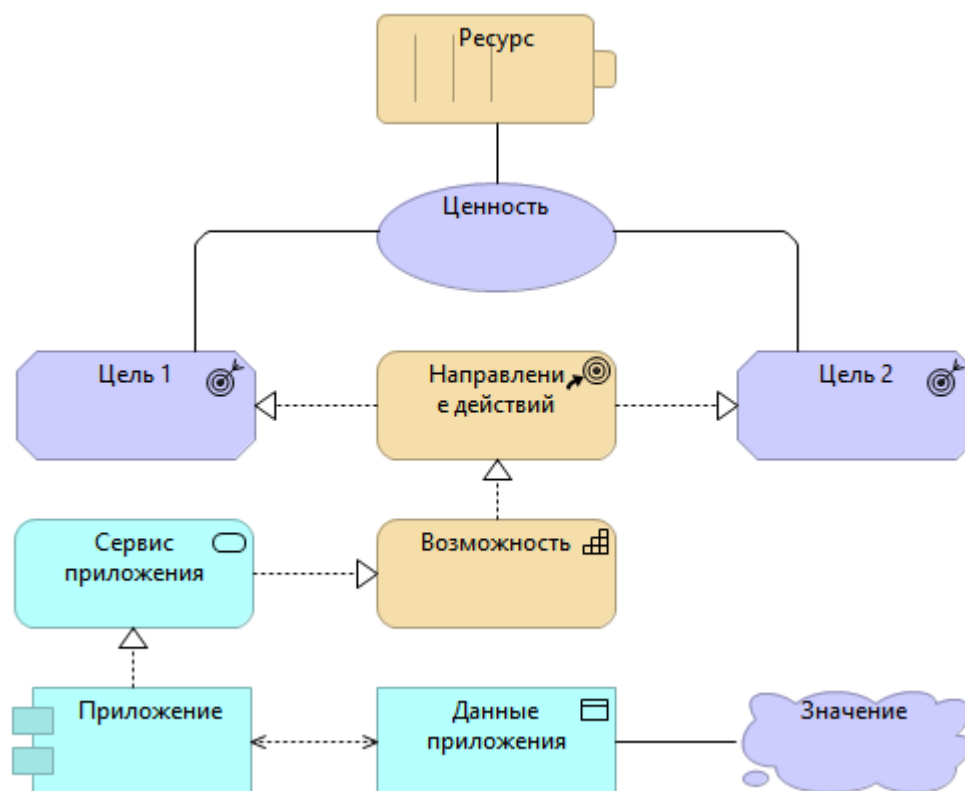 Ресурс
Ценность
Цель 1
Направлени
е действий
Цель 2
Сервис
приложения
Возможность
Приложение
Данные
приложения
Значение